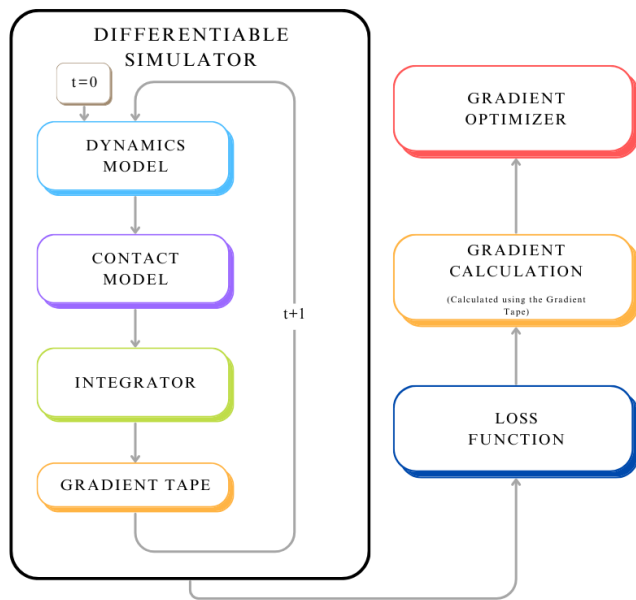 DIFFERENTIABLE
SIMULATOR
t=0
DYNAMICS
MODEL
CONTACT
MODEL
INTEGRATOR
GRADIENT TAPE
t+1
GRADIENT
OPTIMIZER
GRADIENT
CALCULATION
(Calculated using the Gradient
Tape)
LOSS
FUNCTION